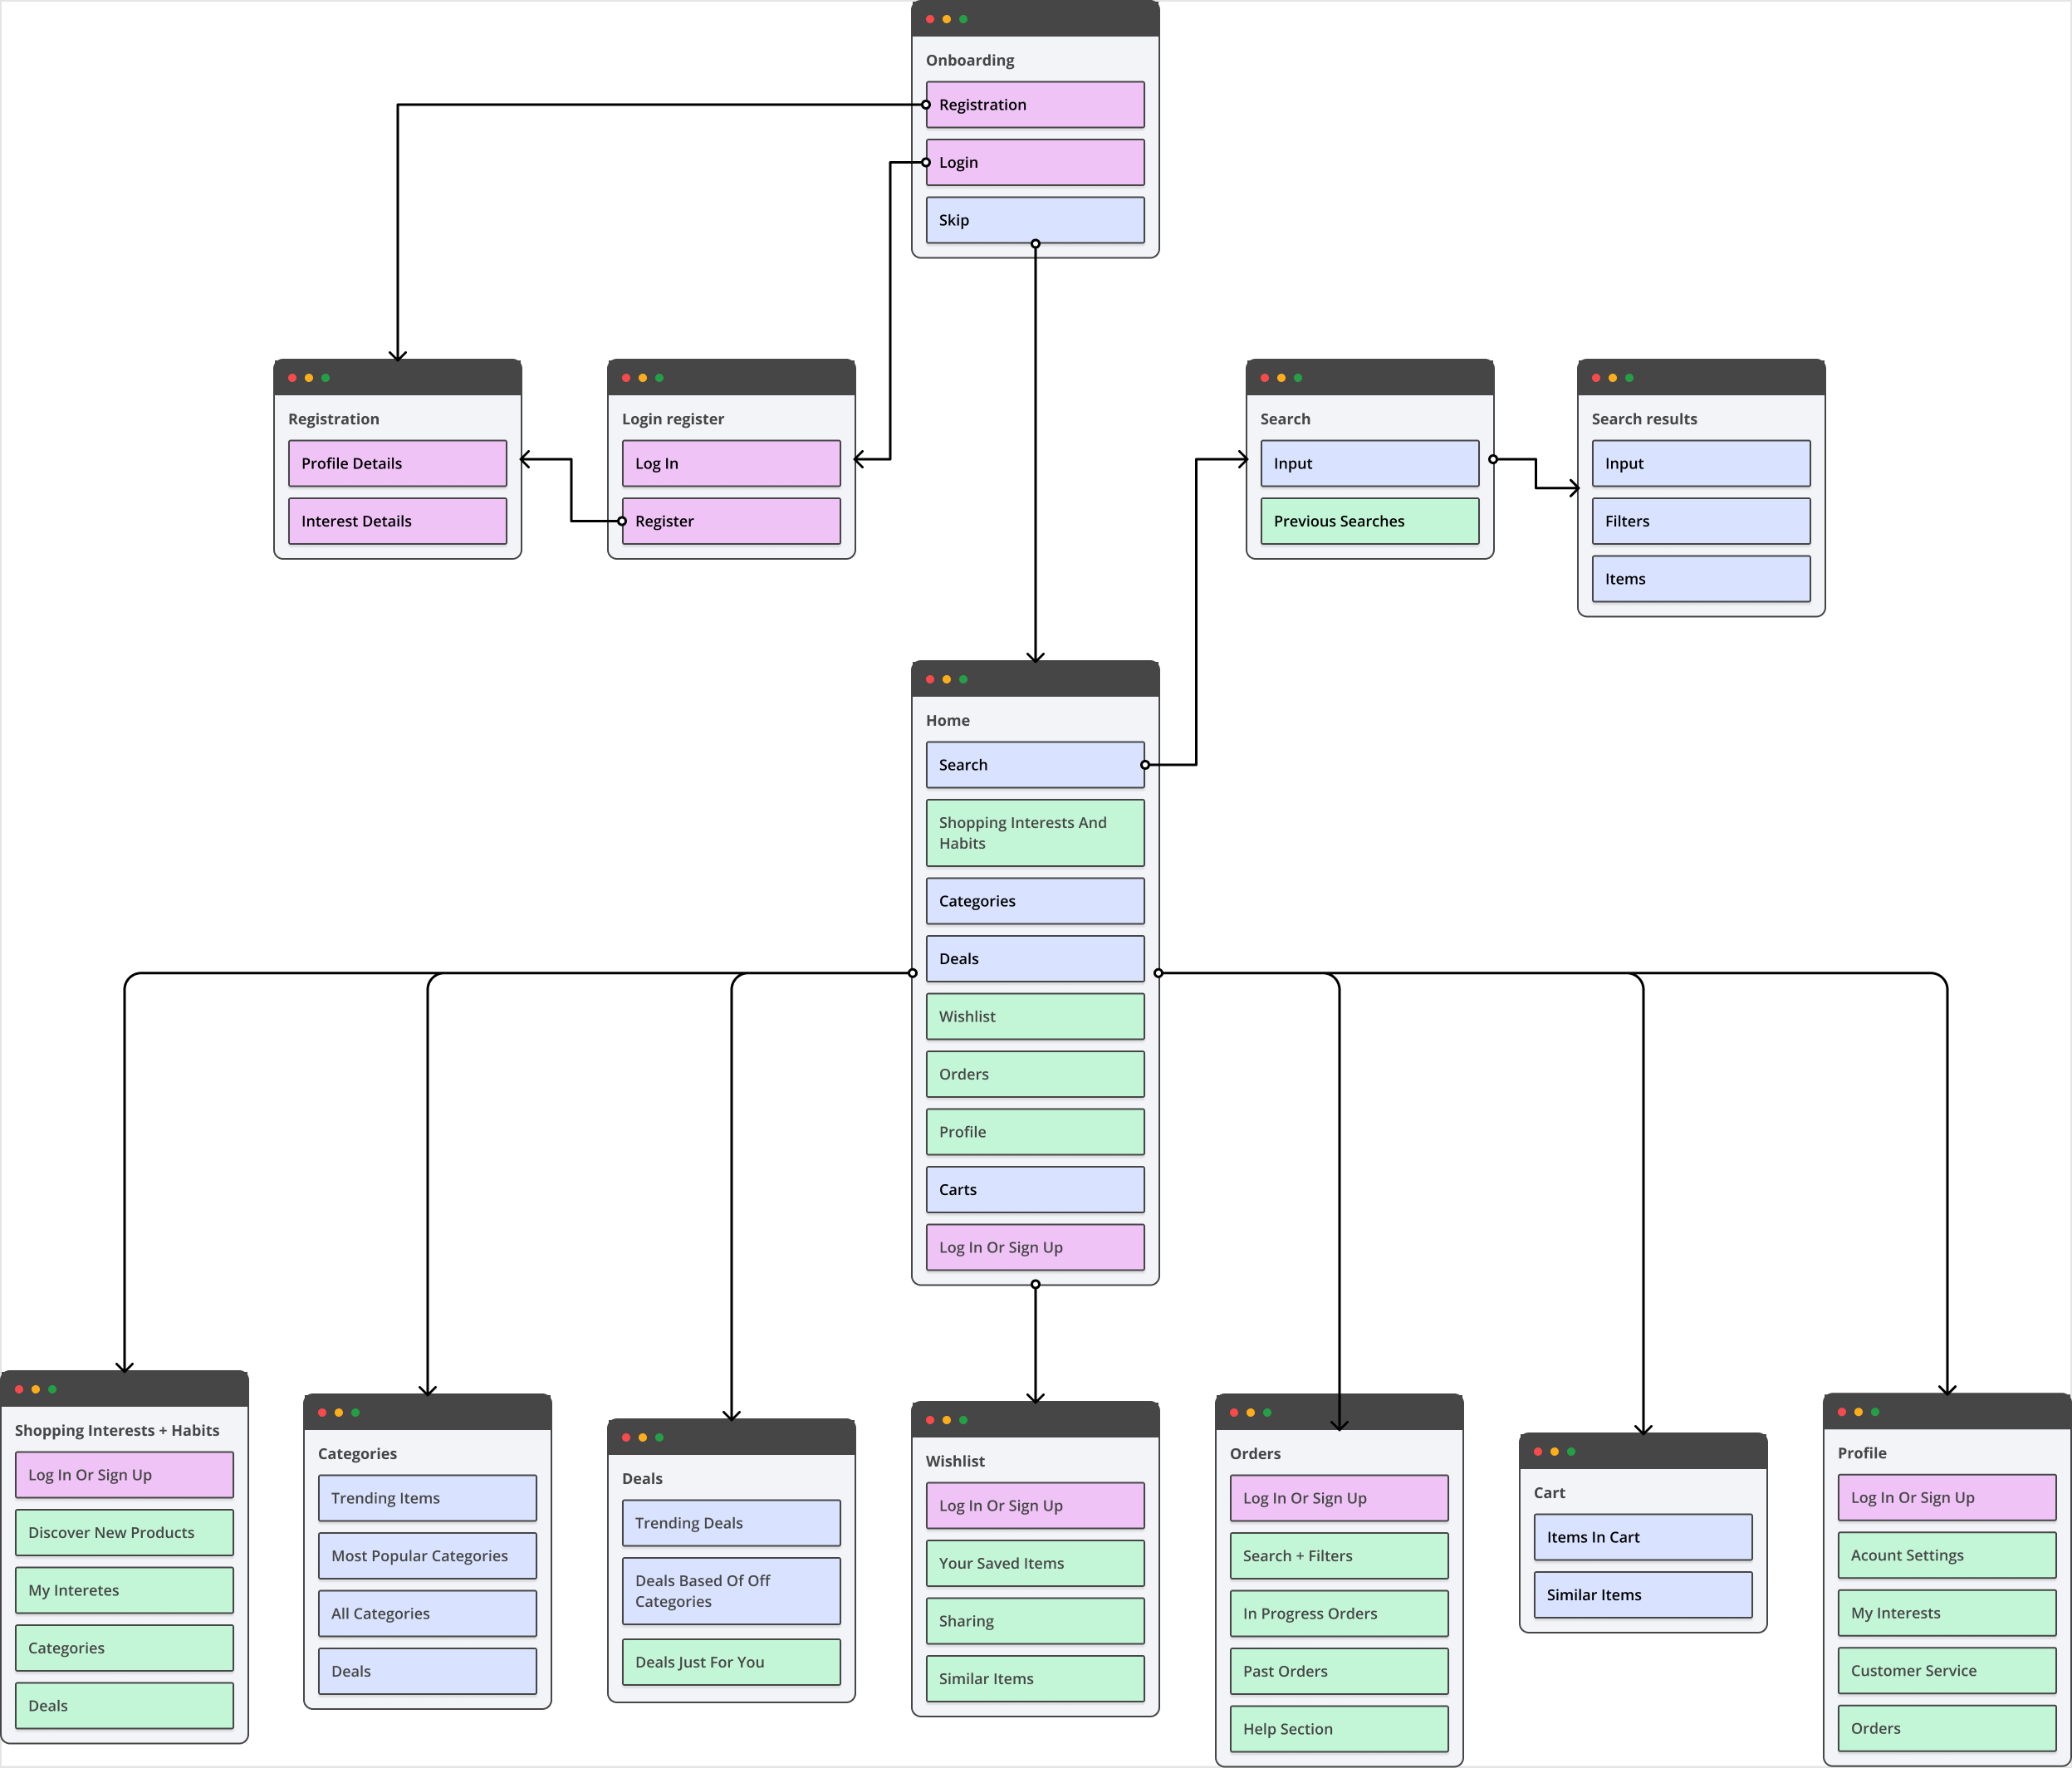 Onboarding
Registration
Login
Skip
Registration
Profile Details
Interest Details
Login register
Log In
Register
Search
Input
Previous Searches
Search results
Input
Filters
Items
Home
Search
Shopping Interests And
Habits
Categories
Deals
Wishlist
Orders
Profile
Carts
Log In Or Sign Up
Shopping Interests + Habits
Log In Or Sign Up
Discover New Products
My Interetes
Categories
Deals
Categories
Trending Items
Most Popular Categories
All Categories
Deals
Deals
Trending Deals
Deals Based Of Off
Categories
Deals Just For You
Wishlist
Log In Or Sign Up
Your Saved Items
Sharing
Similar Items
Orders
Log In Or Sign Up
Search + Filters
In Progress Orders
Past Orders
Help Section
Cart
Items In Cart
Similar Items
Profile
Log In Or Sign Up
Acount Settings
My Interests
Customer Service
Orders